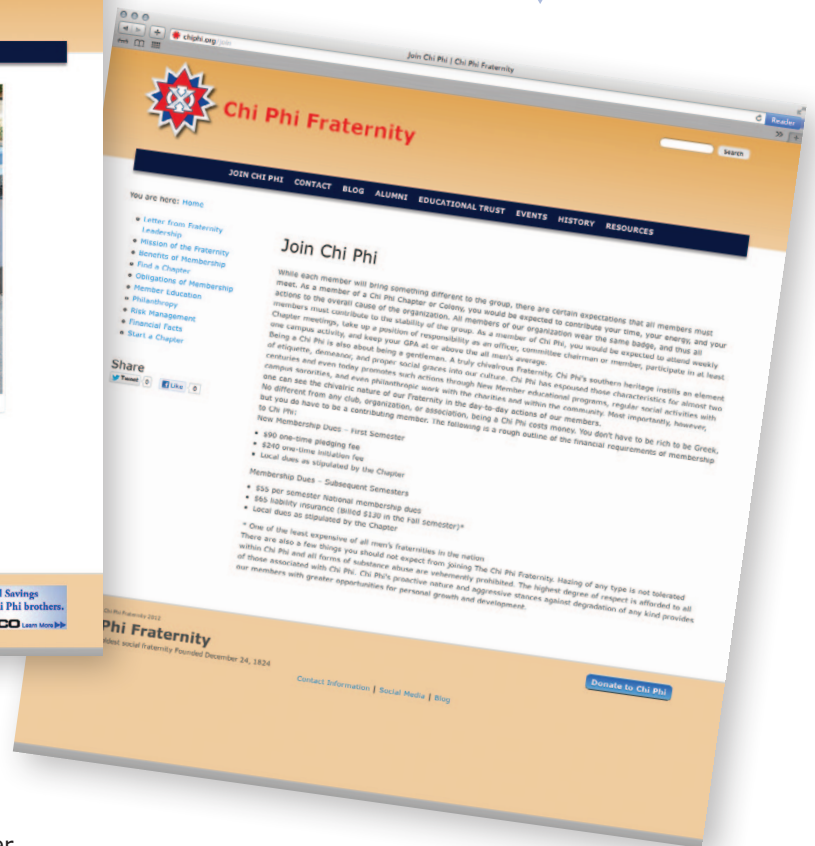 chiphi.org/join
Join Chi Phi | Chi Phi Fraternity
Reader
Chi Phi Fraternity
Search
JOIN CHI PHI CONTACT BLOG ALUMNI EDUCATIONAL TRUST EVENTS HISTORY RESOURCES
You are here: Home
Letter from Fraternity
Leadership
Mission of the Fraternity
Benefits of Membership
Find a Chapter
Obligations of Membership
Member Education
Philanthropy
Risk Management
Financial Facts
Start a Chapter
Share
Tweet 0 Like 0
Join Chi Phi
While each member will bring something different to the group, there are certain expectations that all members must
meet. As a member of a Chi Phi Chapter or Colony, you would be expected to contribute your time, your energy, and your
actions to the overall cause of the organization. All members of our organization wear the same badge, and thus all
members must contribute to the stability of the group. As a member of Chi Phi, you would be expected to attend weekly
Chapter meetings, take up a position of responsibility as an officer, committee chairman or member, participate in at least
one campus activity, and keep your GPA at or above the all men's average.
Being a Chi Phi is also about being a gentleman. A truly chivalrous Fraternity, Chi Phi's southern heritage instills an element
of etiquette, demeanor, and proper social graces into our culture. Chi Phi has espoused those characteristics for almost two
centuries and even today promotes such actions through New Member educational programs, regular social activities with
campus sororities, and even philanthropic work with the charities and within the community. Most importantly, however,
one can see the chivalric nature of our Fraternity in the day-to-day actions of our members.
No different from any club, organization, or association, being a Chi Phi costs money. You don't have to be rich to be Greek,
but you do have to be a contributing member. The following is a rough outline of the financial requirements of membership
to Chi Phi:
New Membership Dues – First Semester
$90 one-time pledging fee
$240 one-time initiation fee
Local dues as stipulated by the Chapter
Membership Dues – Subsequent Semesters
$55 per semester National membership dues
$65 liability insurance (Billed $130 in the Fall semester)*
Local dues as stipulated by the Chapter
* One of the least expensive of all men's fraternities in the nation
There are also a few things you should not expect from joining The Chi Phi Fraternity. Hazing of any type is not tolerated
within Chi Phi and all forms of substance abuse are vehemently prohibited. The highest degree of respect is afforded to all
of those associated with Chi Phi. Chi Phi's proactive nature and aggressive stances against degradation of any kind provides
our members with greater opportunities for personal growth and development.
Chi Phi Fraternity 2012
Phi Fraternity
oldest social fraternity Founded December 24, 1824
Contact Information | Social Media | Blog
Donate to Chi Phi
Savings
i Phi brothers.
CO Learn More
er